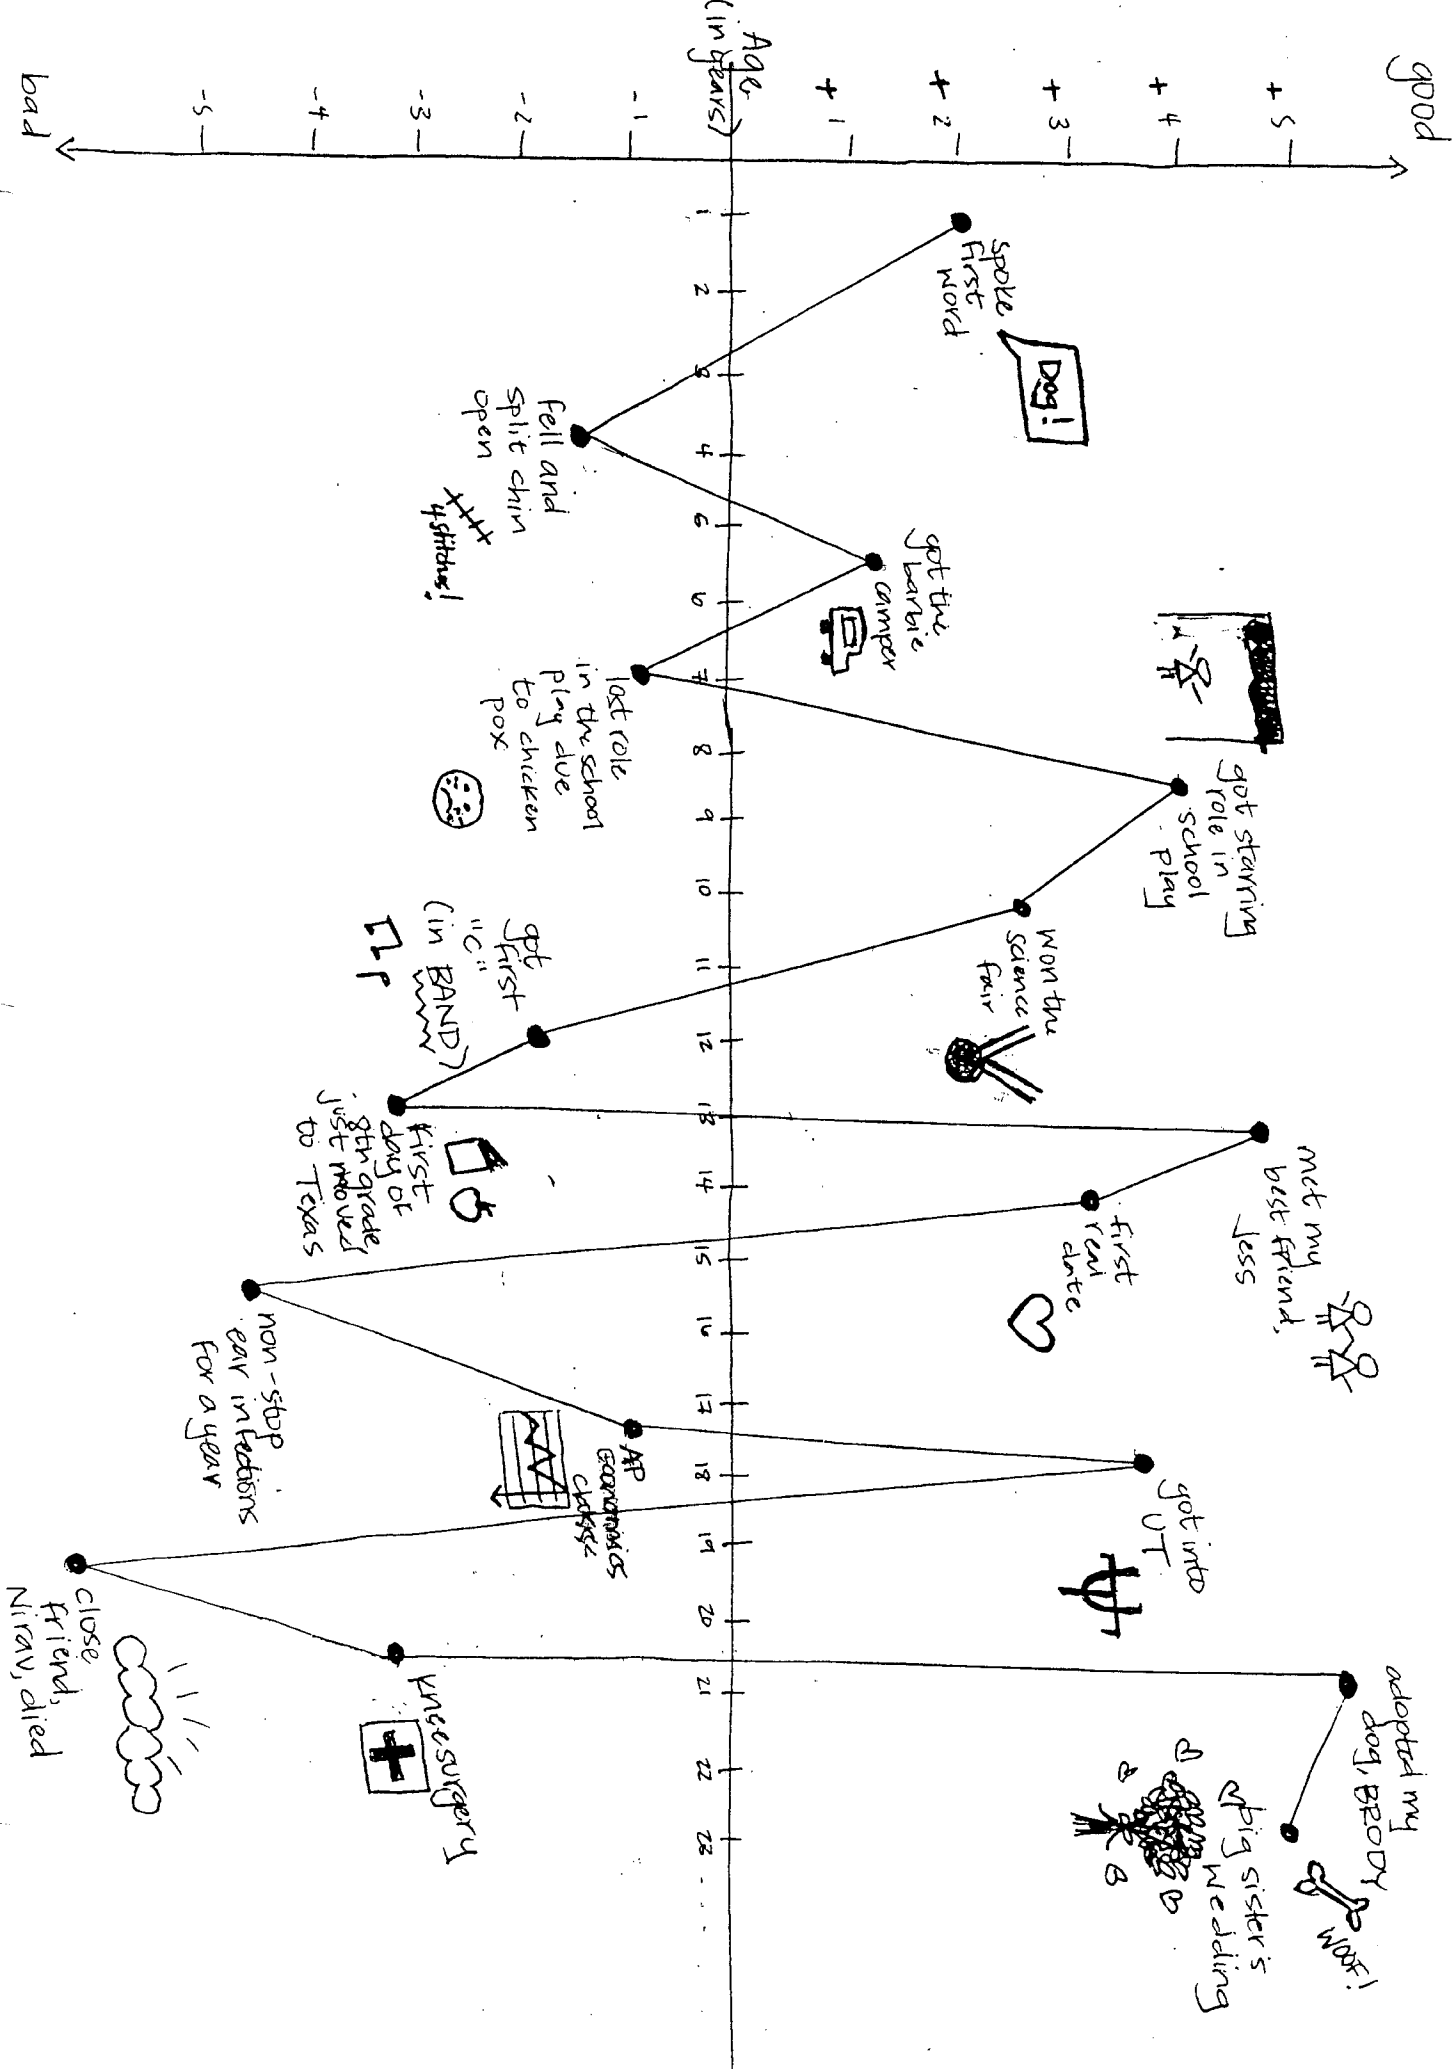 good
+5
+4
+3
+2
+1
Age
(in years)
-1
-2
-3
-4
-5
bad
1
2
3
4
5
6
7
8
9
10
11
12
13
14
15
16
17
18
19
20
21
22
23
spoke
first
word
Dog!
fell and
split chin
open
4 stitches!
got the
barbie
camper
lost role
in the school
play due
to chicken
pox
got starring
role in
school
play
won the
science
fair
got
first
"C"
(in BAND)
first
day of
8th grade,
just moved
to Texas
met my
best friend,
Jess
first
real
date
non-stop
ear infections
for a year
AP
Economics
class
got into
UT
close
friend,
Nirav, died
knee surgery
adopted my
dog, BRODY
WOOF!
big sister's
wedding